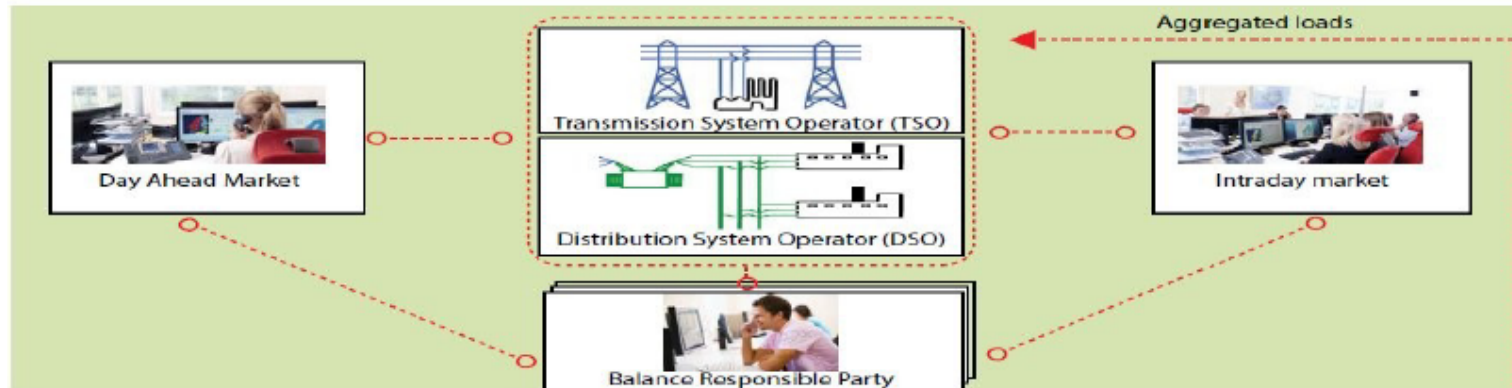 Aggregated loads
Transmission System Operator (TSO)
Day Ahead Market
Intraday market
Distribution System Operator (DSO)
Balance Responsible Party